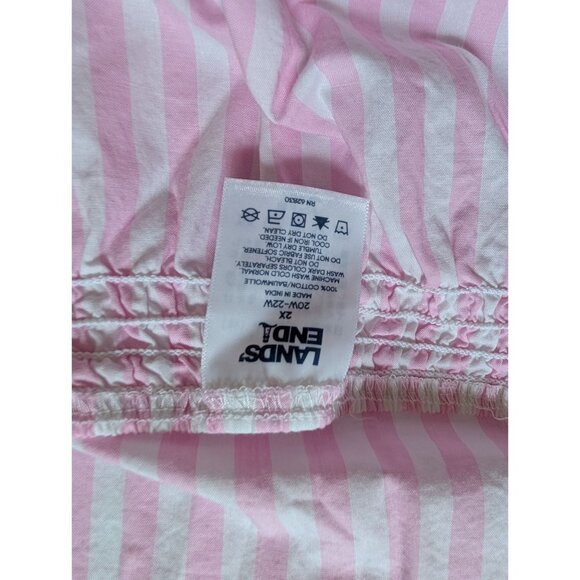 LANDS'
END
2X
20W-22W
MADE IN INDIA
100% COTTON/BAUMWOLLE
MACHINE WASH COLD NORMAL
WASH DARK COLORS SEPARATELY.
DO NOT BLEACH.
DO NOT USE FABRIC SOFTENER.
TUMBLE DRY LOW
COOL IRON IF NEEDED.
DO NOT DRY CLEAN.
RN 62830